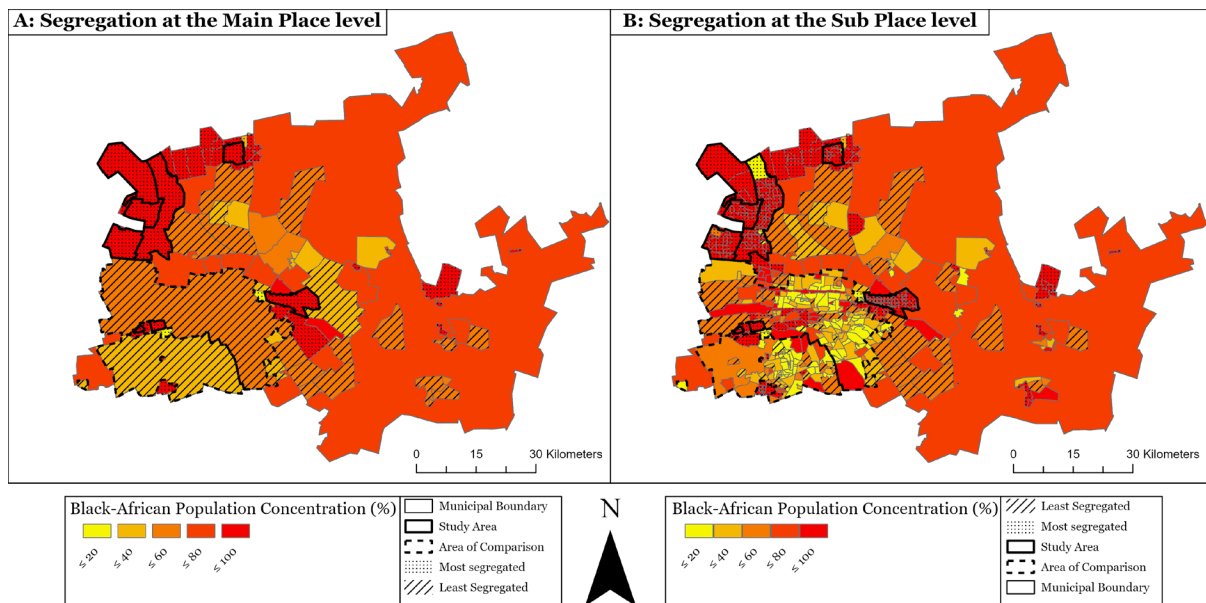 A: Segregation at the Main Place level
B: Segregation at the Sub Place level
0 15 30 Kilometers
0 15 30 Kilometers
Black-African Population Concentration (%)
≤ 20 ≤ 40 ≤ 60 ≤ 80 ≤ 100
Municipal Boundary
Study Area
Area of Comparison
Most segregated
Least Segregated
N
Black-African Population Concentration (%)
≤ 20 ≤ 40 ≤ 60 ≤ 80 ≤ 100
Least Segregated
Most segregated
Study Area
Area of Comparison
Municipal Boundary